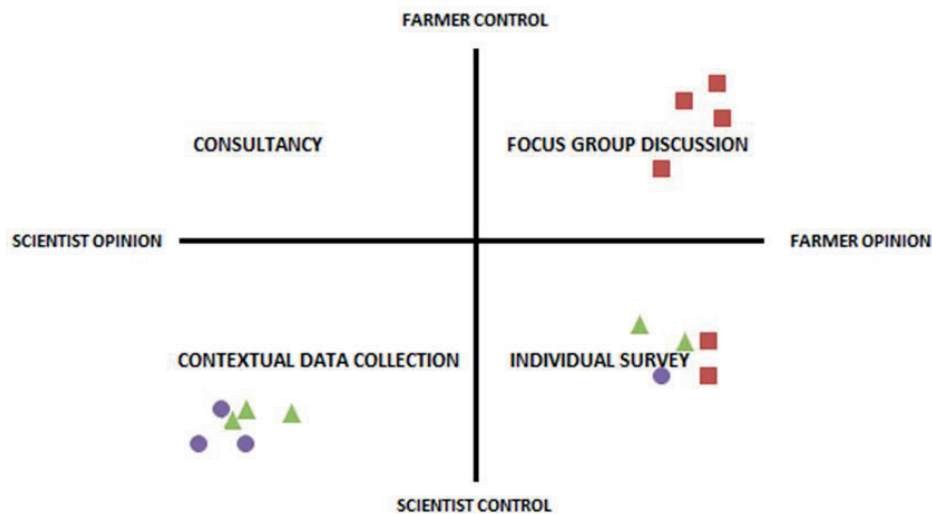 FARMER CONTROL
CONSULTANCY
FOCUS GROUP DISCUSSION
SCIENTIST OPINION
FARMER OPINION
CONTEXTUAL DATA COLLECTION
INDIVIDUAL SURVEY
SCIENTIST CONTROL